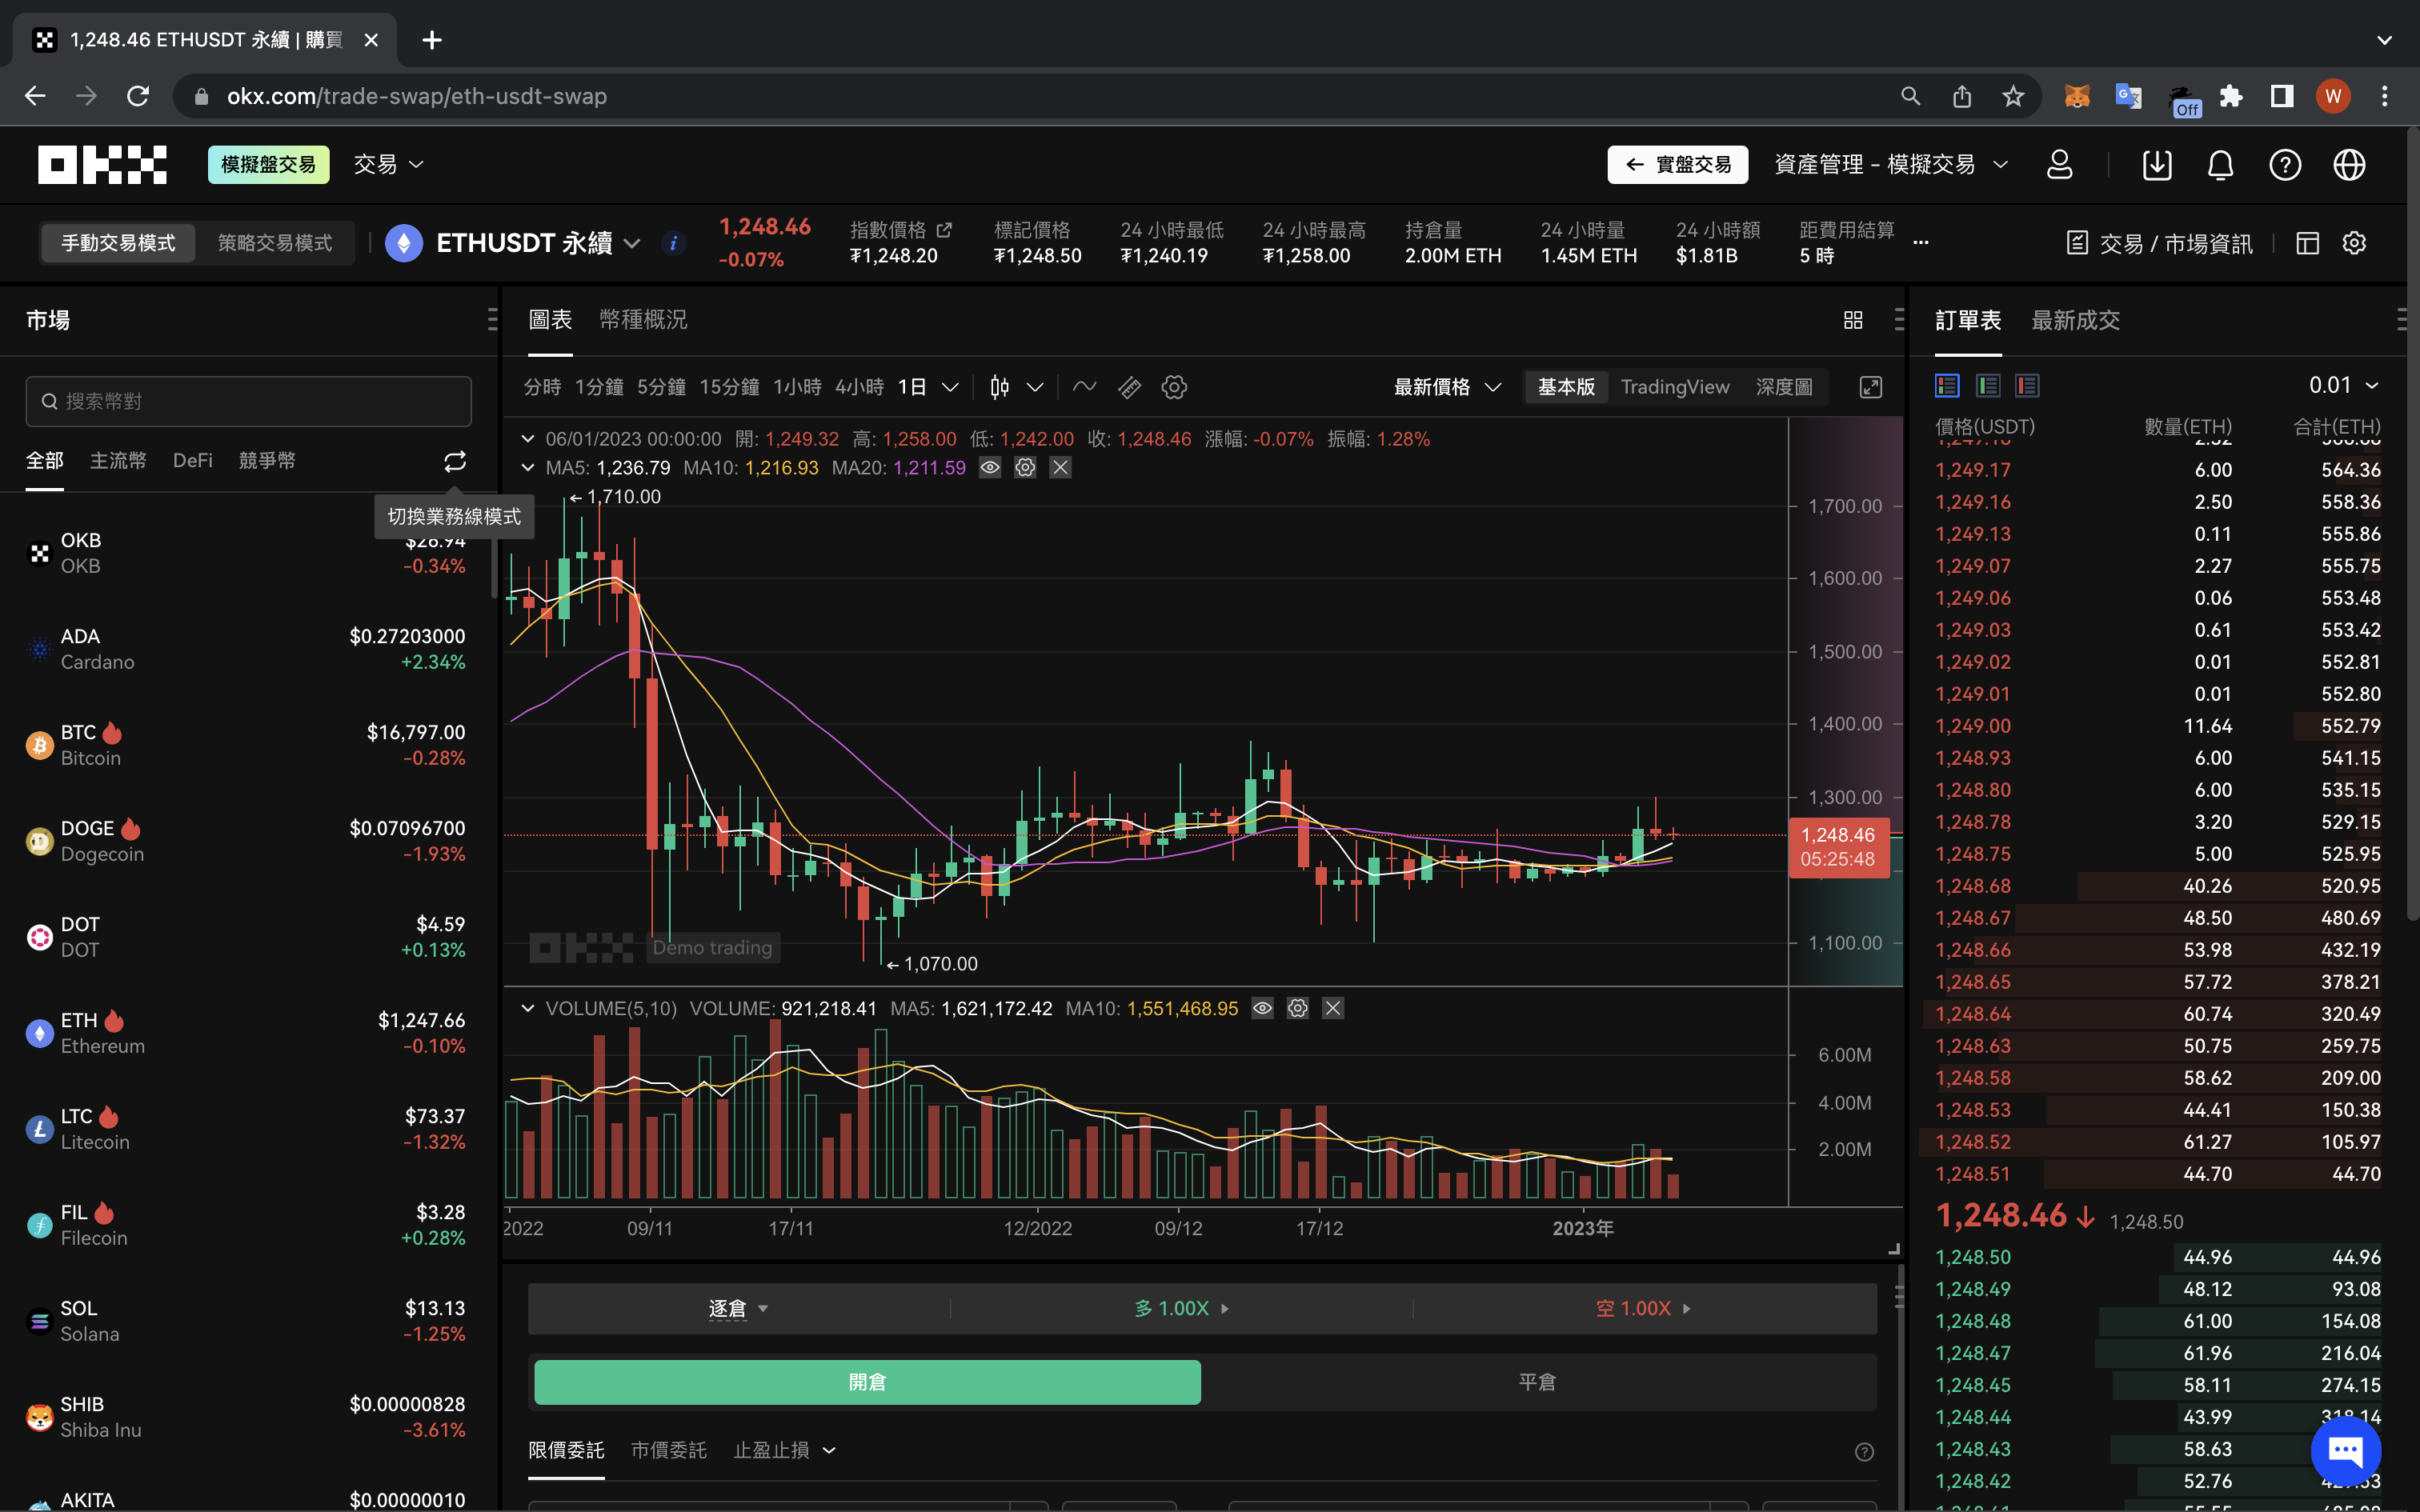 1,248.46 ETHUSDT 永續 | 購買
okx.com/trade-swap/eth-usdt-swap
Off
W
OKX
模擬盤交易
交易
實盤交易
資產管理 - 模擬交易
手動交易模式
策略交易模式
ETHUSDT 永續
1,248.46
-0.07%
指數價格
₮1,248.20
標記價格
₮1,248.50
24 小時最低
₮1,240.19
24 小時最高
₮1,258.00
持倉量
2.00M ETH
24 小時量
1.45M ETH
24 小時額
$1.81B
距費用結算
5 時
交易 / 市場資訊
市場
搜索幣對
全部 主流幣 DeFi 競爭幣
切換業務線模式
OKB $26.94
OKB -0.34%
ADA $0.27203000
Cardano +2.34%
BTC $16,797.00
Bitcoin -0.28%
DOGE $0.07096700
Dogecoin -1.93%
DOT $4.59
DOT +0.13%
ETH $1,247.66
Ethereum -0.10%
LTC $73.37
Litecoin -1.32%
FIL $3.28
Filecoin +0.28%
SOL $13.13
Solana -1.25%
SHIB $0.00000828
Shiba Inu -3.61%
AKITA $0.00000010
圖表 幣種概況
分時 1分鐘 5分鐘 15分鐘 1小時 4小時 1日
最新價格
基本版 TradingView 深度圖
06/01/2023 00:00:00 開: 1,249.32 高: 1,258.00 低: 1,242.00 收: 1,248.46 漲幅: -0.07% 振幅: 1.28%
MA5: 1,236.79 MA10: 1,216.93 MA20: 1,211.59
1,710.00
1,700.00
1,600.00
1,500.00
1,400.00
1,300.00
1,248.46
05:25:48
1,100.00
OKX Demo trading
1,070.00
VOLUME(5,10) VOLUME: 921,218.41 MA5: 1,621,172.42 MA10: 1,551,468.95
6.00M
4.00M
2.00M
2022 09/11 17/11 12/2022 09/12 17/12 2023年
逐倉 多 1.00X 空 1.00X
開倉 平倉
限價委託 市價委託 止盈止損
訂單表 最新成交
0.01
價格(USDT) 數量(ETH) 合計(ETH)
1,249.17 6.00 564.36
1,249.16 2.50 558.36
1,249.13 0.11 555.86
1,249.07 2.27 555.75
1,249.06 0.06 553.48
1,249.03 0.61 553.42
1,249.02 0.01 552.81
1,249.01 0.01 552.80
1,249.00 11.64 552.79
1,248.93 6.00 541.15
1,248.80 6.00 535.15
1,248.78 3.20 529.15
1,248.75 5.00 525.95
1,248.68 40.26 520.95
1,248.67 48.50 480.69
1,248.66 53.98 432.19
1,248.65 57.72 378.21
1,248.64 60.74 320.49
1,248.63 50.75 259.75
1,248.58 58.62 209.00
1,248.53 44.41 150.38
1,248.52 61.27 105.97
1,248.51 44.70 44.70
1,248.46 1,248.50
1,248.50 44.96 44.96
1,248.49 48.12 93.08
1,248.48 61.00 154.08
1,248.47 61.96 216.04
1,248.45 58.11 274.15
1,248.44 43.99 318.14
1,248.43 58.63
1,248.42 52.76